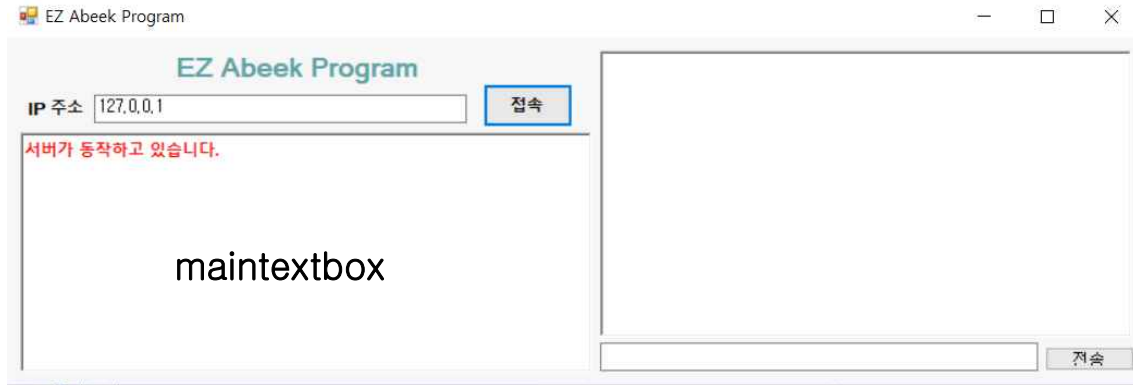 EZ Abeek Program
EZ Abeek Program
IP 주소 127,0,0,1 접속
서버가 동작하고 있습니다.
maintextbox
전송